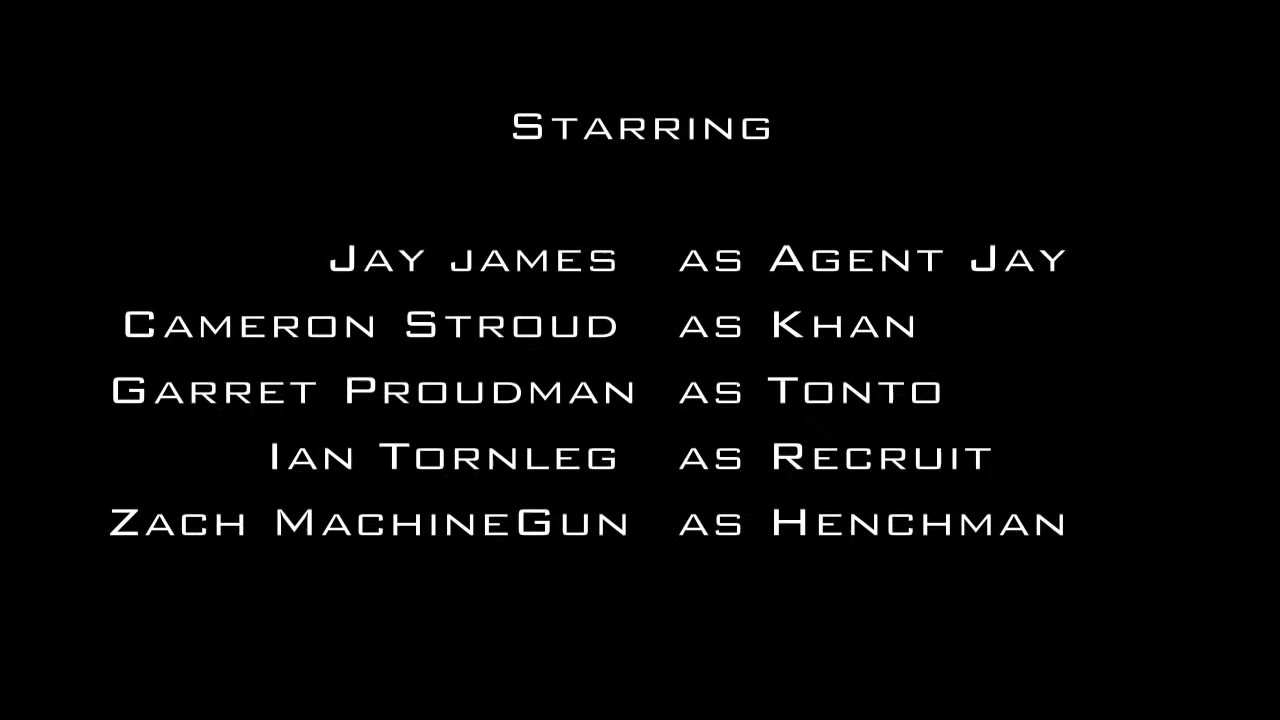 Starring
Jay james as Agent Jay
Cameron Stroud as Khan
Garret Proudman as Tonto
Ian Tornleg as Recruit
Zach MachineGun as Henchman